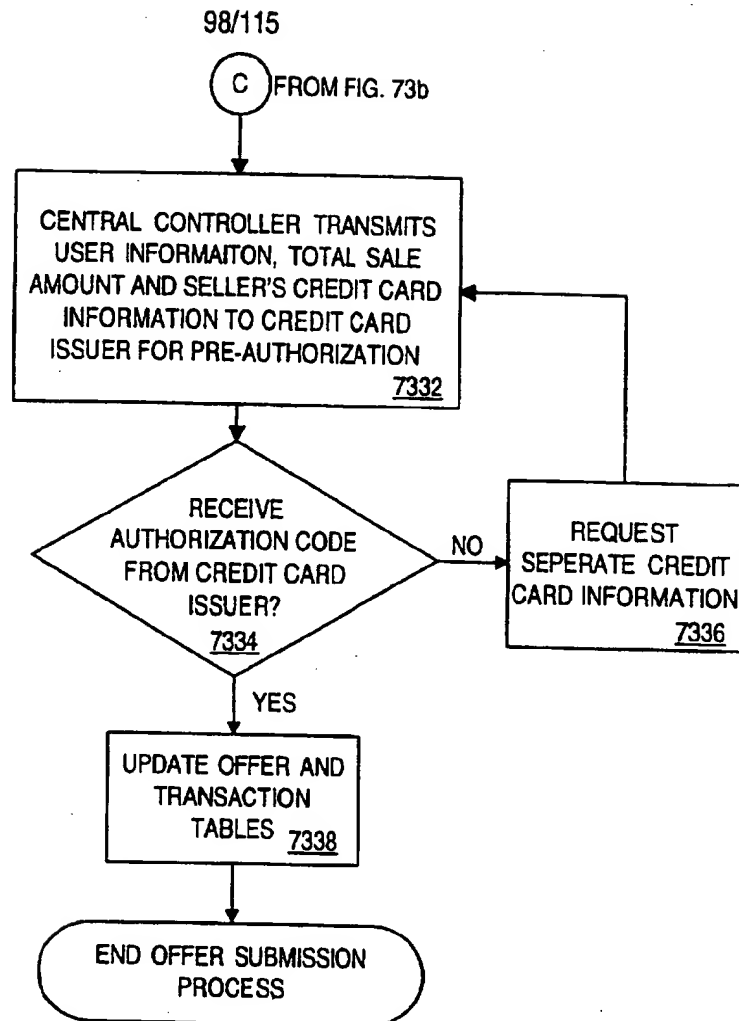 98/115
C FROM FIG. 73b
CENTRAL CONTROLLER TRANSMITS
USER INFORMAITON, TOTAL SALE
AMOUNT AND SELLER'S CREDIT CARD
INFORMATION TO CREDIT CARD
ISSUER FOR PRE-AUTHORIZATION
7332
RECEIVE
AUTHORIZATION CODE
FROM CREDIT CARD
ISSUER?
7334
NO
REQUEST
SEPERATE CREDIT
CARD INFORMATION
7336
YES
UPDATE OFFER AND
TRANSACTION
TABLES 7338
END OFFER SUBMISSION
PROCESS